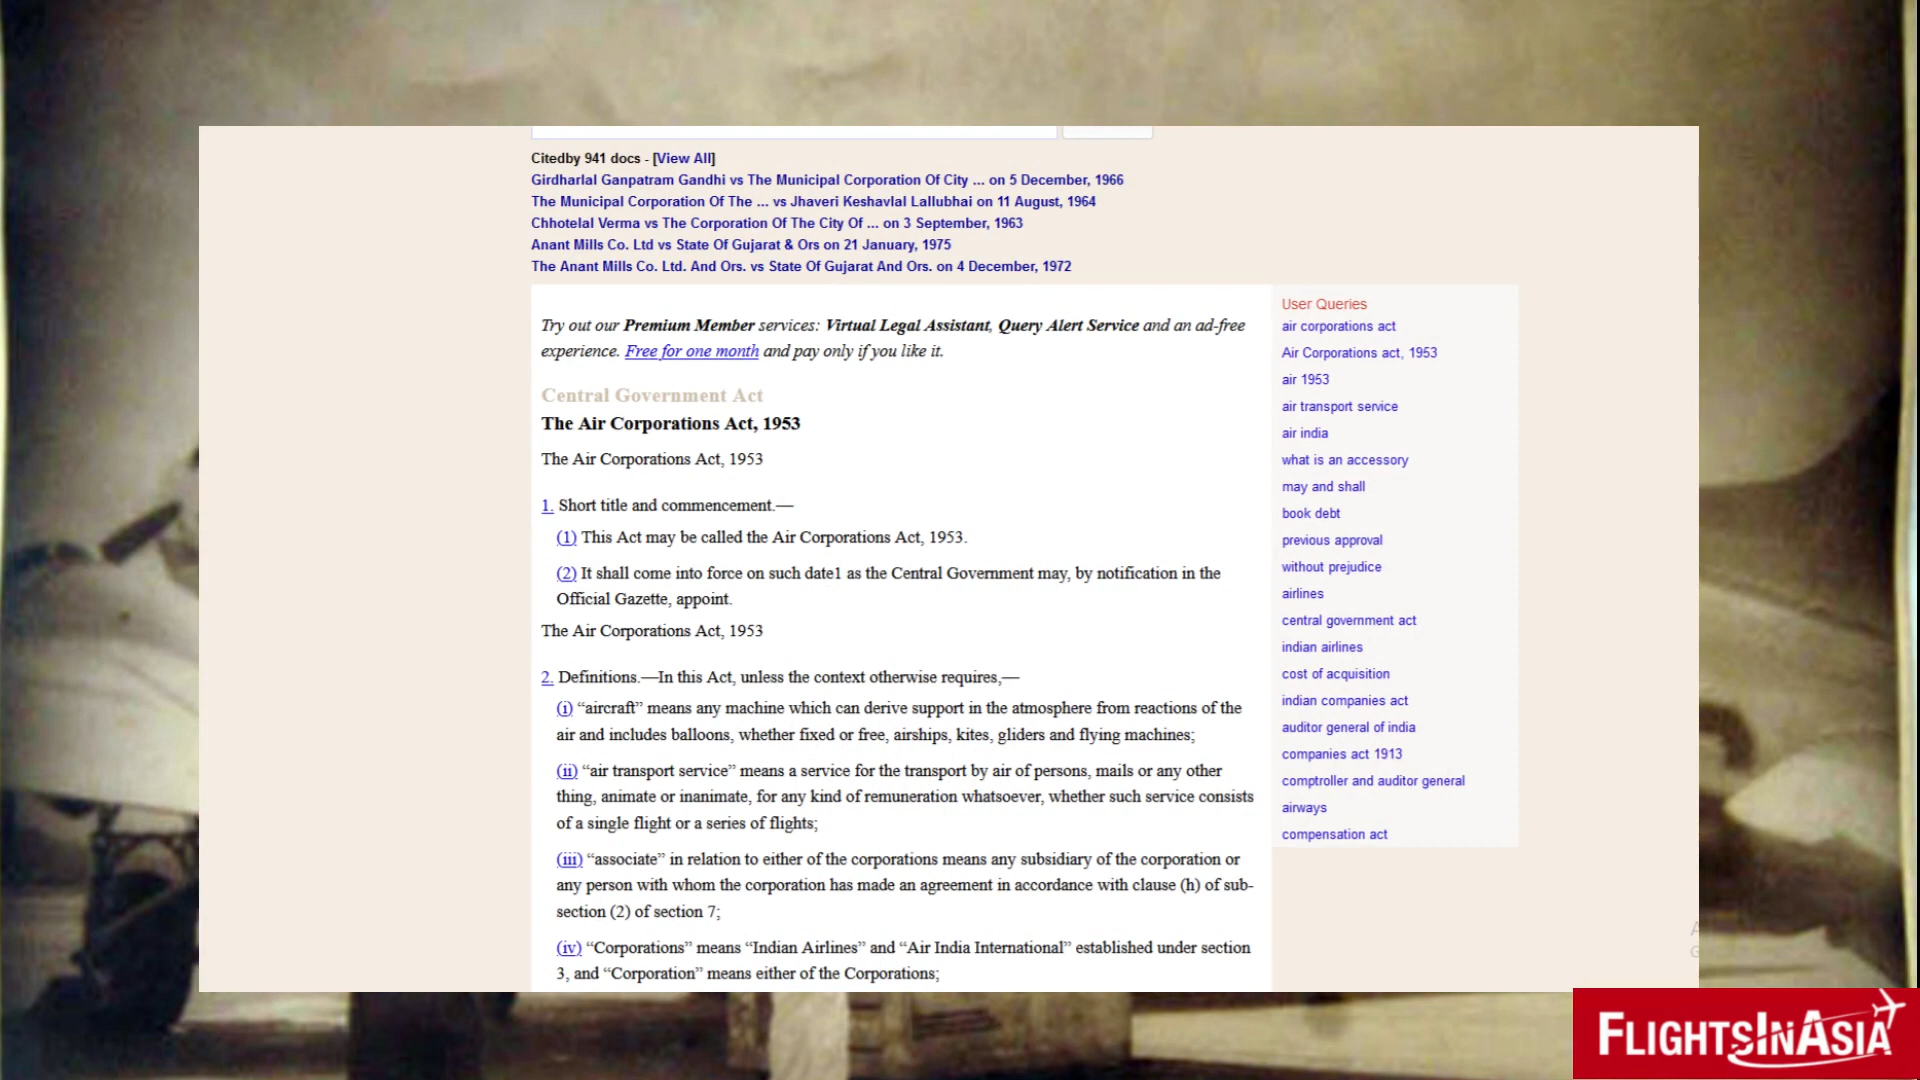 Citedby 941 docs - [View All]
Girdharlal Ganpatram Gandhi vs The Municipal Corporation Of City ... on 5 December, 1966
The Municipal Corporation Of The ... vs Jhaveri Keshavlal Lallubhai on 11 August, 1964
Chhotelal Verma vs The Corporation Of The City Of ... on 3 September, 1963
Anant Mills Co. Ltd vs State Of Gujarat & Ors on 21 January, 1975
The Anant Mills Co. Ltd. And Ors. vs State Of Gujarat And Ors. on 4 December, 1972
Try out our Premium Member services: Virtual Legal Assistant, Query Alert Service and an ad-free
experience. Free for one month and pay only if you like it.
Central Government Act
The Air Corporations Act, 1953
The Air Corporations Act, 1953
1. Short title and commencement.—
(1) This Act may be called the Air Corporations Act, 1953.
(2) It shall come into force on such date1 as the Central Government may, by notification in the
Official Gazette, appoint.
The Air Corporations Act, 1953
2. Definitions.—In this Act, unless the context otherwise requires,—
(i) “aircraft” means any machine which can derive support in the atmosphere from reactions of the
air and includes balloons, whether fixed or free, airships, kites, gliders and flying machines;
(ii) “air transport service” means a service for the transport by air of persons, mails or any other
thing, animate or inanimate, for any kind of remuneration whatsoever, whether such service consists
of a single flight or a series of flights;
(iii) “associate” in relation to either of the corporations means any subsidiary of the corporation or
any person with whom the corporation has made an agreement in accordance with clause (h) of sub-
section (2) of section 7;
(iv) “Corporations” means “Indian Airlines” and “Air India International” established under section
3, and “Corporation” means either of the Corporations;
User Queries
air corporations act
Air Corporations act, 1953
air 1953
air transport service
air india
what is an accessory
may and shall
book debt
previous approval
without prejudice
airlines
central government act
indian airlines
cost of acquisition
indian companies act
auditor general of india
companies act 1913
comptroller and auditor general
airways
compensation act
FLIGHTSINASIA